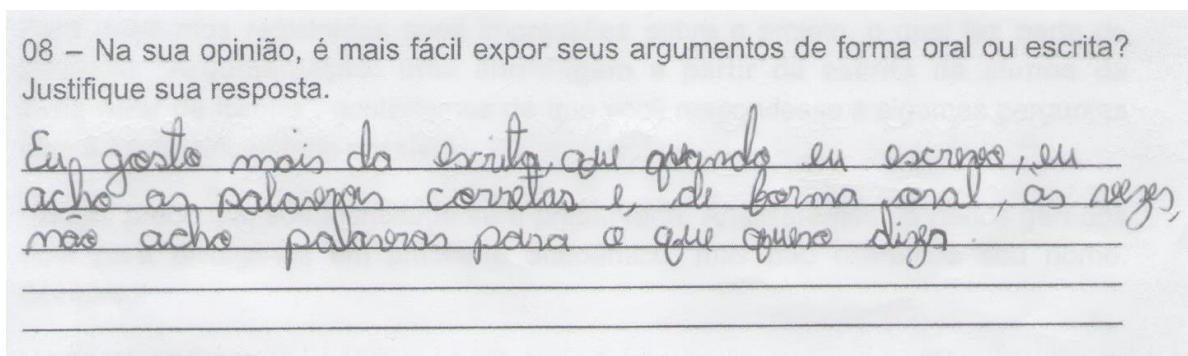 08 – Na sua opinião, é mais fácil expor seus argumentos de forma oral ou escrita?
Justifique sua resposta.
Eu gosto mais da escrita, que quando eu escrevo, eu
acho as palavras corretas e, de forma oral, às vezes,
não acho palavras para o que quero dizer.